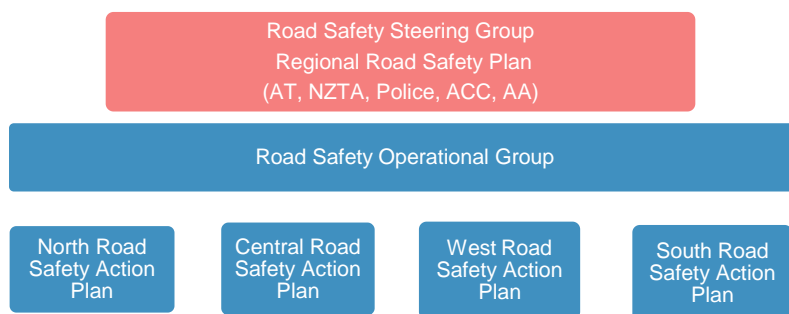 Road Safety Steering Group
Regional Road Safety Plan
(AT, NZTA, Police, ACC, AA)
Road Safety Operational Group
North Road
Safety Action
Plan
Central Road
Safety Action
Plan
West Road
Safety Action
Plan
South Road
Safety Action
Plan